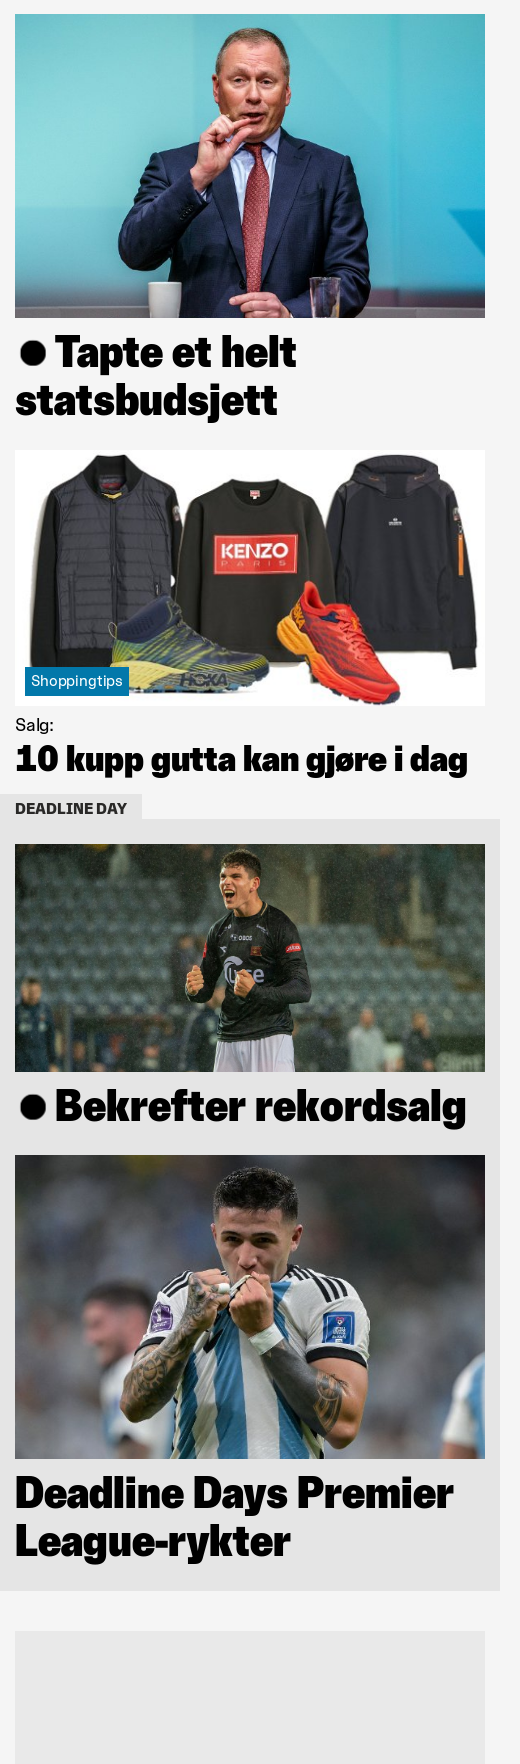 ● Tapte et helt
statsbudsjett
KENZO
PARIS
HOKA
Shoppingtips
Salg:
10 kupp gutta kan gjøre i dag
DEADLINE DAY
OBOS
● Bekrefter rekordsalg
Deadline Days Premier
League-rykter